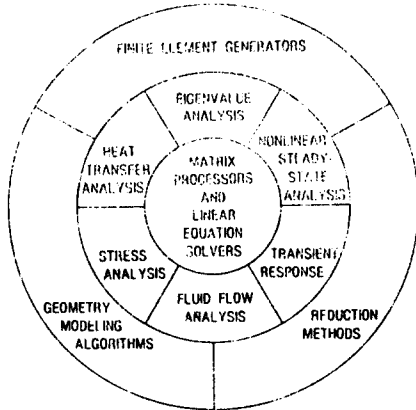 FINITE ELEMENT GENERATORS
EIGENVALUE
ANALYSIS
HEAT
TRANSFER
ANALYSIS
NONLINEAR
STEADY-
STATE
ANALYSIS
MATRIX
PROCESSORS
AND
LINEAR
EQUATION
SOLVERS
STRESS
ANALYSIS
TRANSIENT
RESPONSE
FLUID FLOW
ANALYSIS
GEOMETRY
MODELING
ALGORITHMS
REDUCTION
METHODS